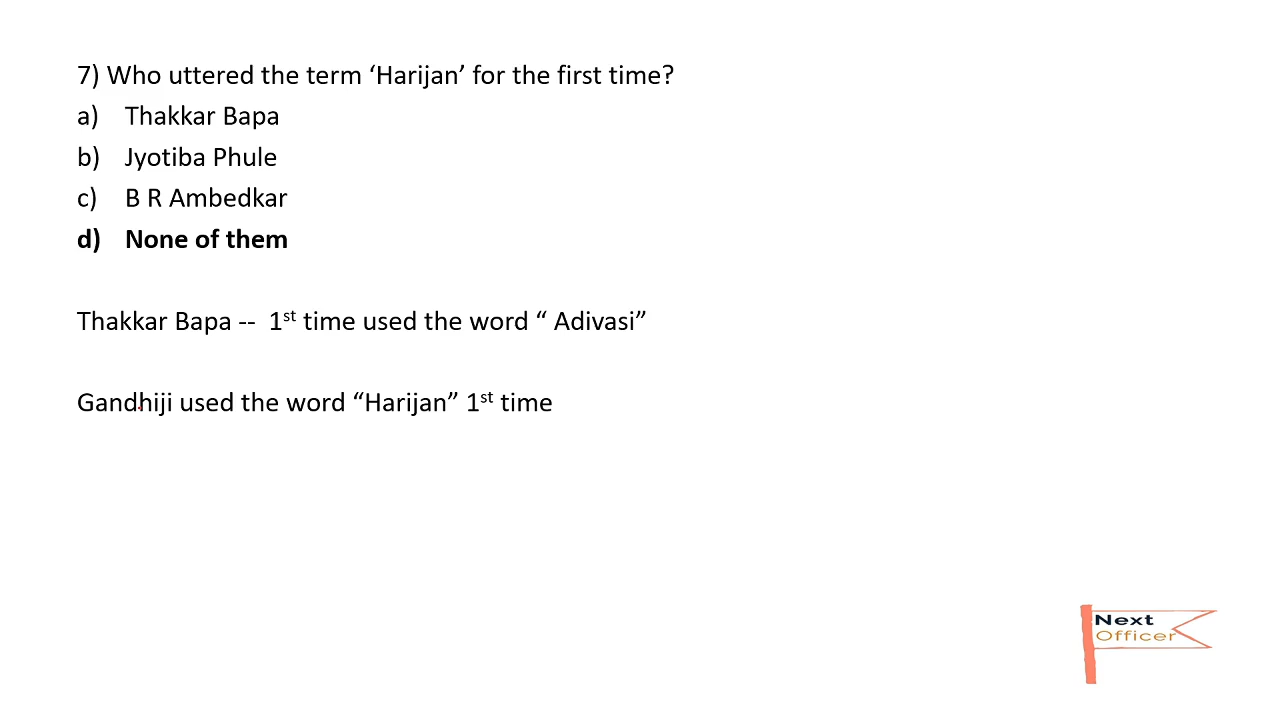 7) Who uttered the term ‘Harijan’ for the first time?
a) Thakkar Bapa
b) Jyotiba Phule
c) B R Ambedkar
d) None of them
Thakkar Bapa -- 1st time used the word “ Adivasi”
Gandhiji used the word “Harijan” 1st time
Next
Officer